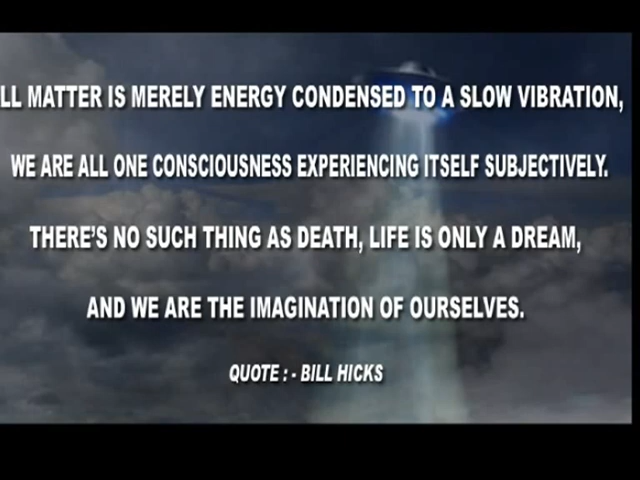 LL MATTER IS MERELY ENERGY CONDENSED TO A SLOW VIBRATION,
WE ARE ALL ONE CONSCIOUSNESS EXPERIENCING ITSELF SUBJECTIVELY.
THERE'S NO SUCH THING AS DEATH, LIFE IS ONLY A DREAM,
AND WE ARE THE IMAGINATION OF OURSELVES.
QUOTE : - BILL HICKS